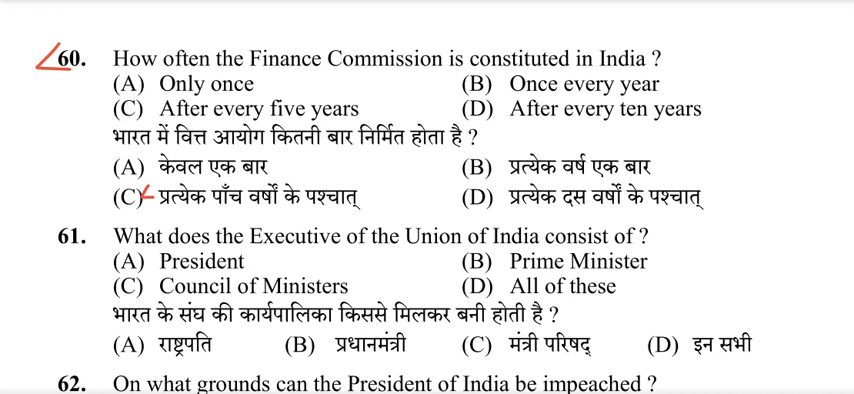 60. How often the Finance Commission is constituted in India ?
(A) Only once (B) Once every year
(C) After every five years (D) After every ten years
भारत में वित्त आयोग कितनी बार निर्मित होता है ?
(A) केवल एक बार (B) प्रत्येक वर्ष एक बार
(C) प्रत्येक पाँच वर्षों के पश्चात् (D) प्रत्येक दस वर्षों के पश्चात्
61. What does the Executive of the Union of India consist of ?
(A) President (B) Prime Minister
(C) Council of Ministers (D) All of these
भारत के संघ की कार्यपालिका किससे मिलकर बनी होती है ?
(A) राष्ट्रपति (B) प्रधानमंत्री (C) मंत्री परिषद् (D) इन सभी
62. On what grounds can the President of India be impeached ?